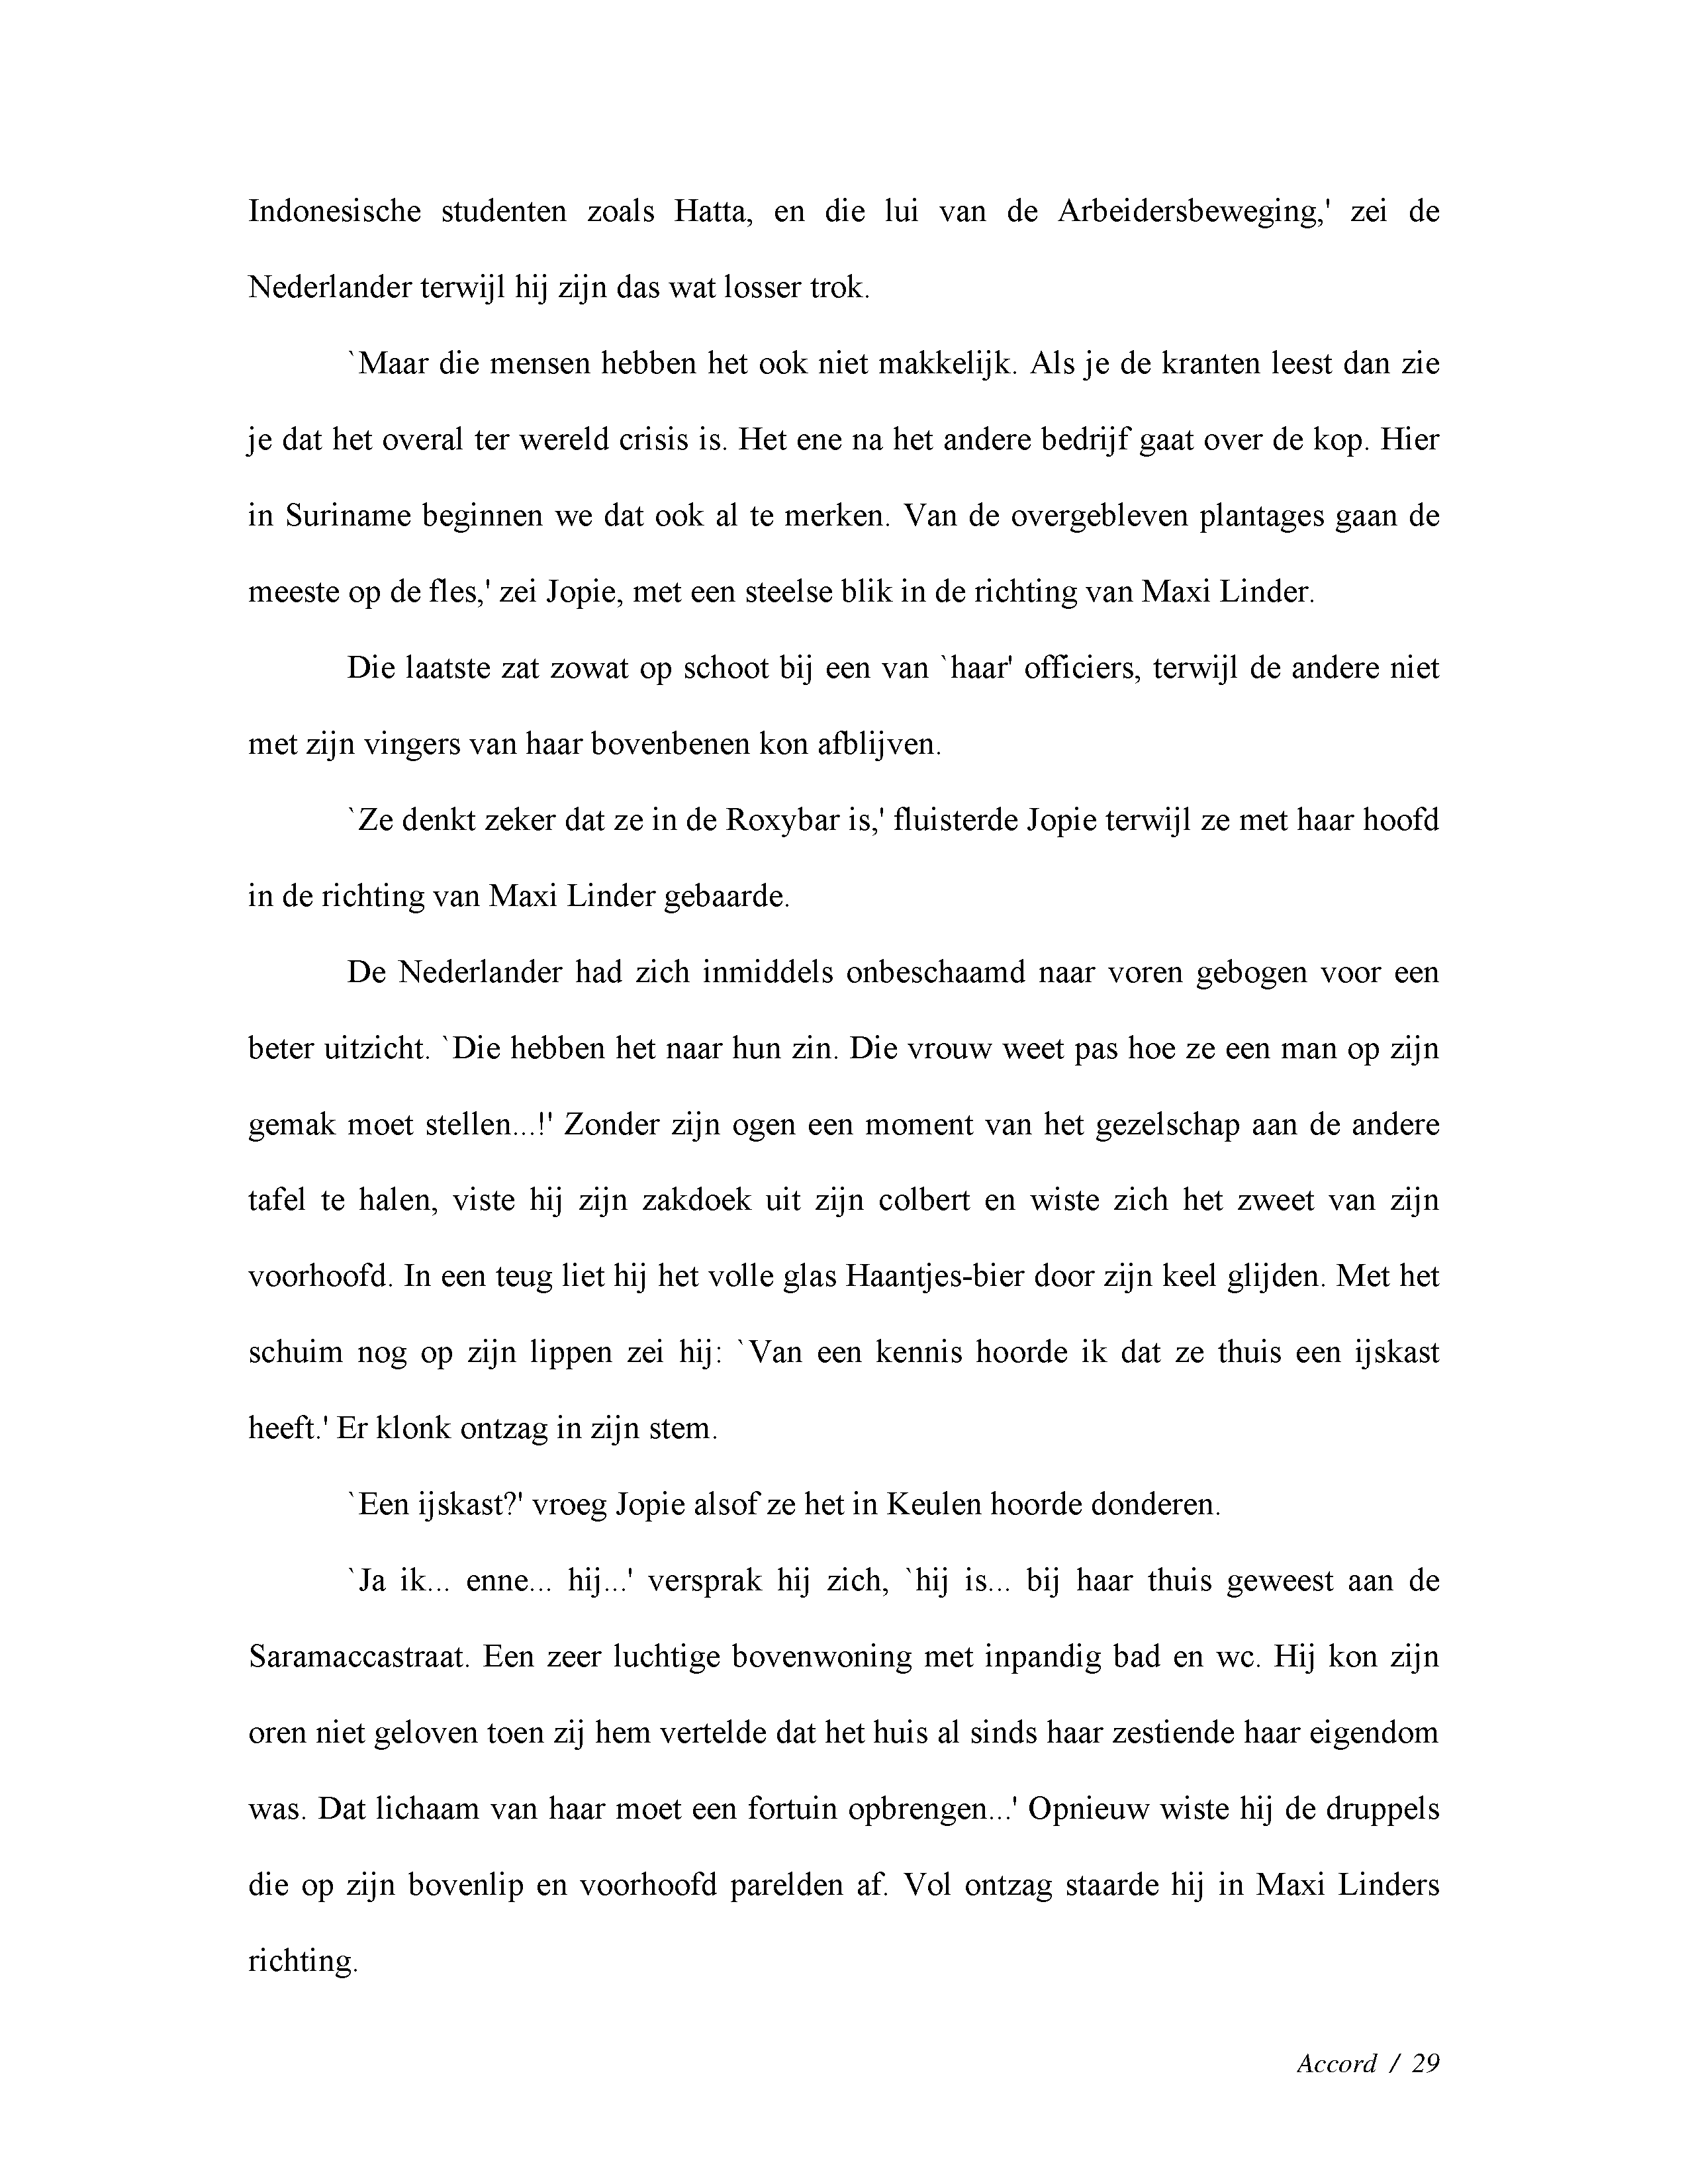 Indonesische studenten zoals Hatta, en die lui van de Arbeidersbeweging,' zei de
Nederlander terwijl hij zijn das wat losser trok.
`Maar die mensen hebben het ook niet makkelijk. Als je de kranten leest dan zie
je dat het overal ter wereld crisis is. Het ene na het andere bedrijf gaat over de kop. Hier
in Suriname beginnen we dat ook al te merken. Van de overgebleven plantages gaan de
meeste op de fles,' zei Jopie, met een steelse blik in de richting van Maxi Linder.
Die laatste zat zowat op schoot bij een van `haar' officiers, terwijl de andere niet
met zijn vingers van haar bovenbenen kon afblijven.
`Ze denkt zeker dat ze in de Roxybar is,' fluisterde Jopie terwijl ze met haar hoofd
in de richting van Maxi Linder gebaarde.
De Nederlander had zich inmiddels onbeschaamd naar voren gebogen voor een
beter uitzicht. `Die hebben het naar hun zin. Die vrouw weet pas hoe ze een man op zijn
gemak moet stellen...!' Zonder zijn ogen een moment van het gezelschap aan de andere
tafel te halen, viste hij zijn zakdoek uit zijn colbert en wiste zich het zweet van zijn
voorhoofd. In een teug liet hij het volle glas Haantjes-bier door zijn keel glijden. Met het
schuim nog op zijn lippen zei hij: `Van een kennis hoorde ik dat ze thuis een ijskast
heeft.' Er klonk ontzag in zijn stem.
`Een ijskast?' vroeg Jopie alsof ze het in Keulen hoorde donderen.
`Ja ik... enne... hij...' versprak hij zich, `hij is... bij haar thuis geweest aan de
Saramaccastraat. Een zeer luchtige bovenwoning met inpandig bad en wc. Hij kon zijn
oren niet geloven toen zij hem vertelde dat het huis al sinds haar zestiende haar eigendom
was. Dat lichaam van haar moet een fortuin opbrengen...' Opnieuw wiste hij de druppels
die op zijn bovenlip en voorhoofd parelden af. Vol ontzag staarde hij in Maxi Linders
richting.
Accord / 29